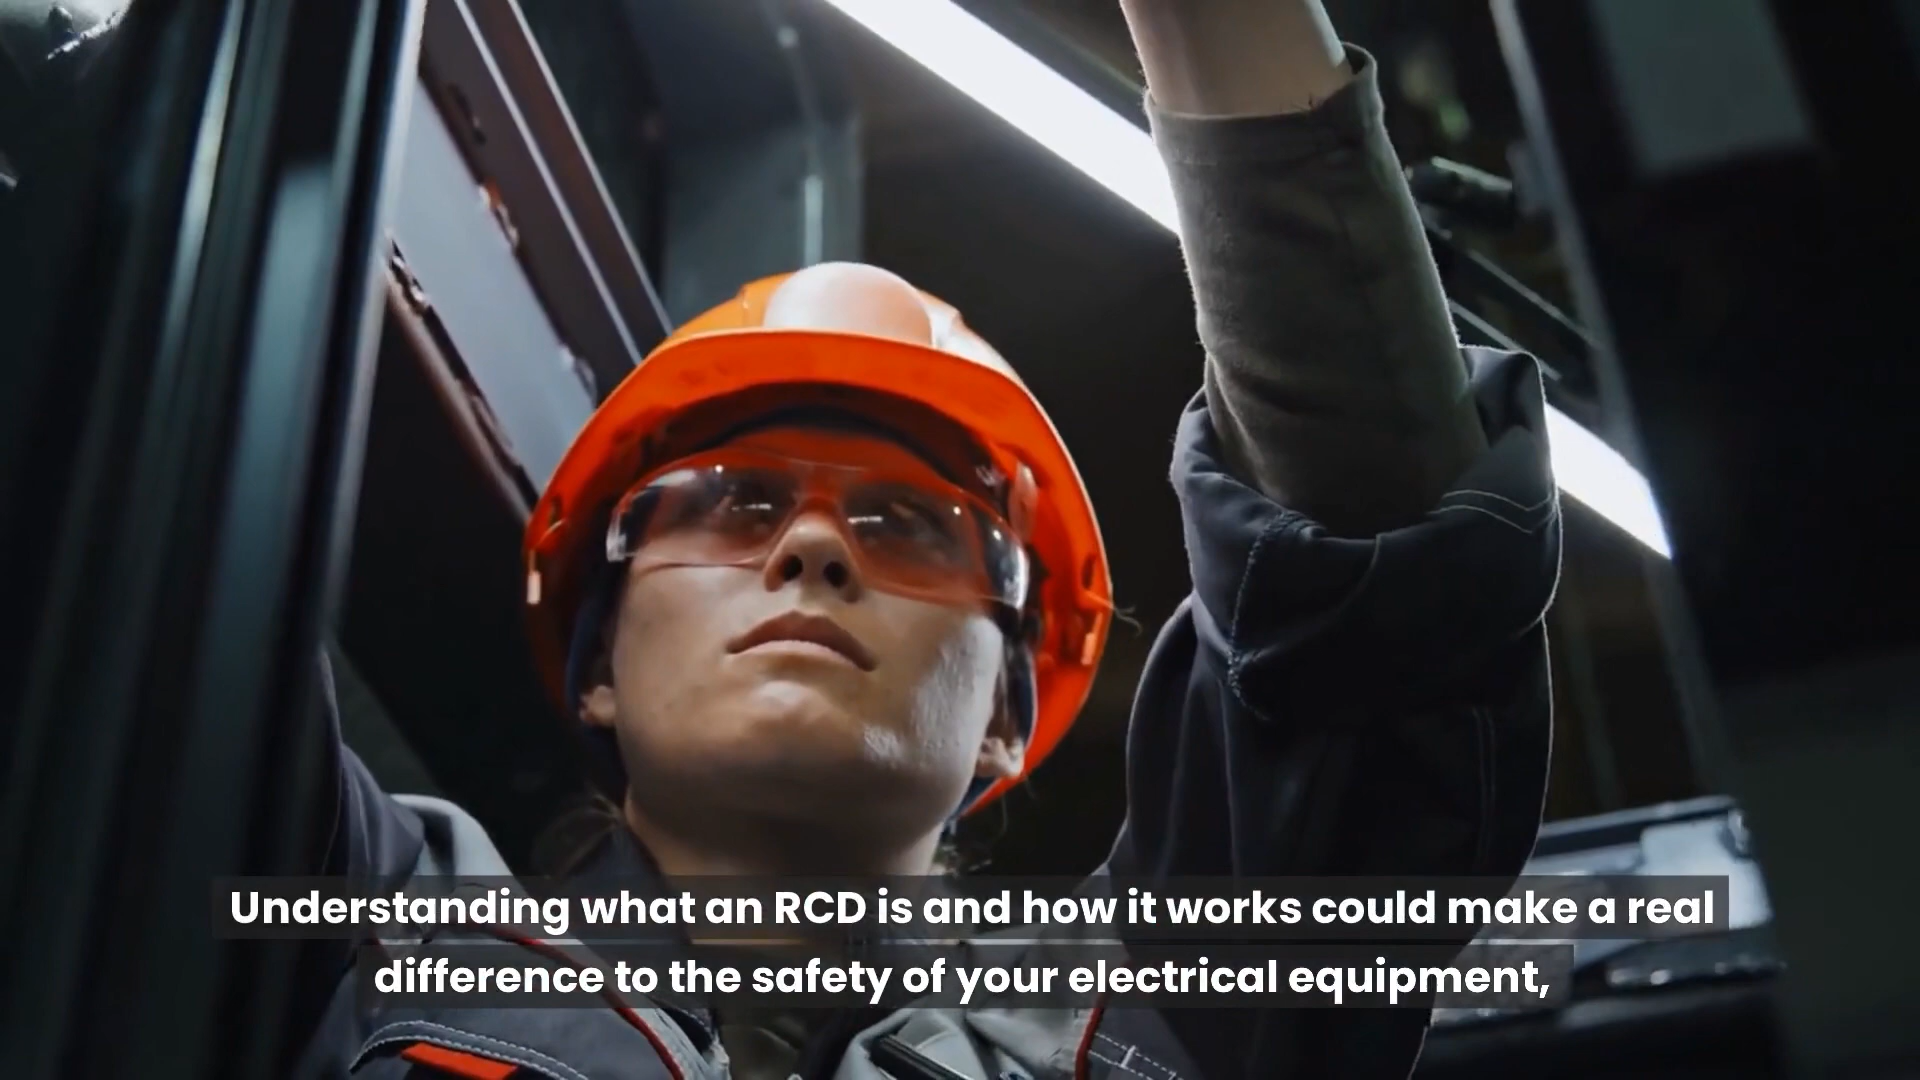 Understanding what an RCD is and how it works could make a real
difference to the safety of your electrical equipment,